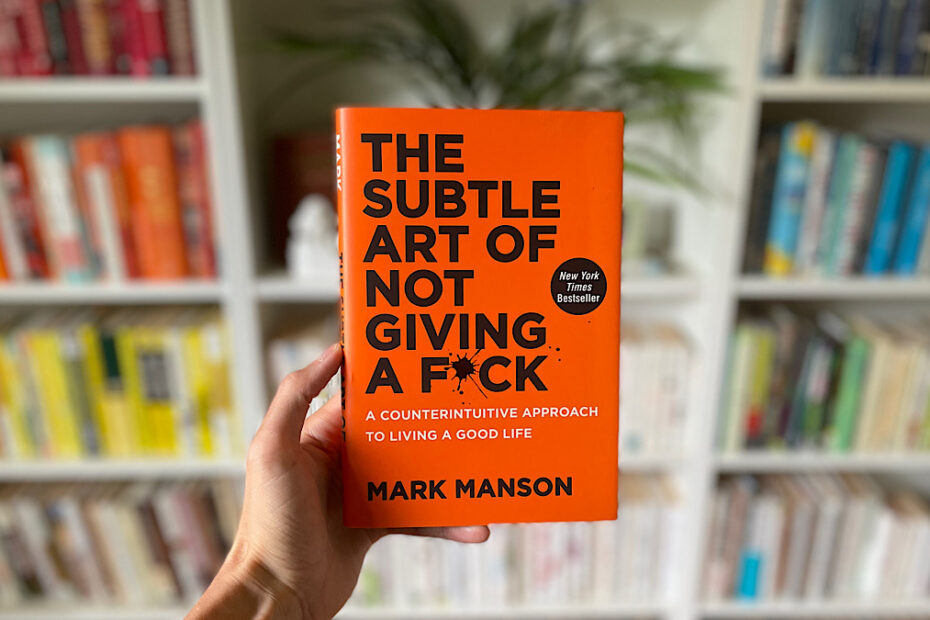 THE
SUBTLE
ART OF
NOT
GIVING
A F*CK
New York
Times
Bestseller
A COUNTERINTUITIVE APPROACH
TO LIVING A GOOD LIFE
MARK MANSON
MARK